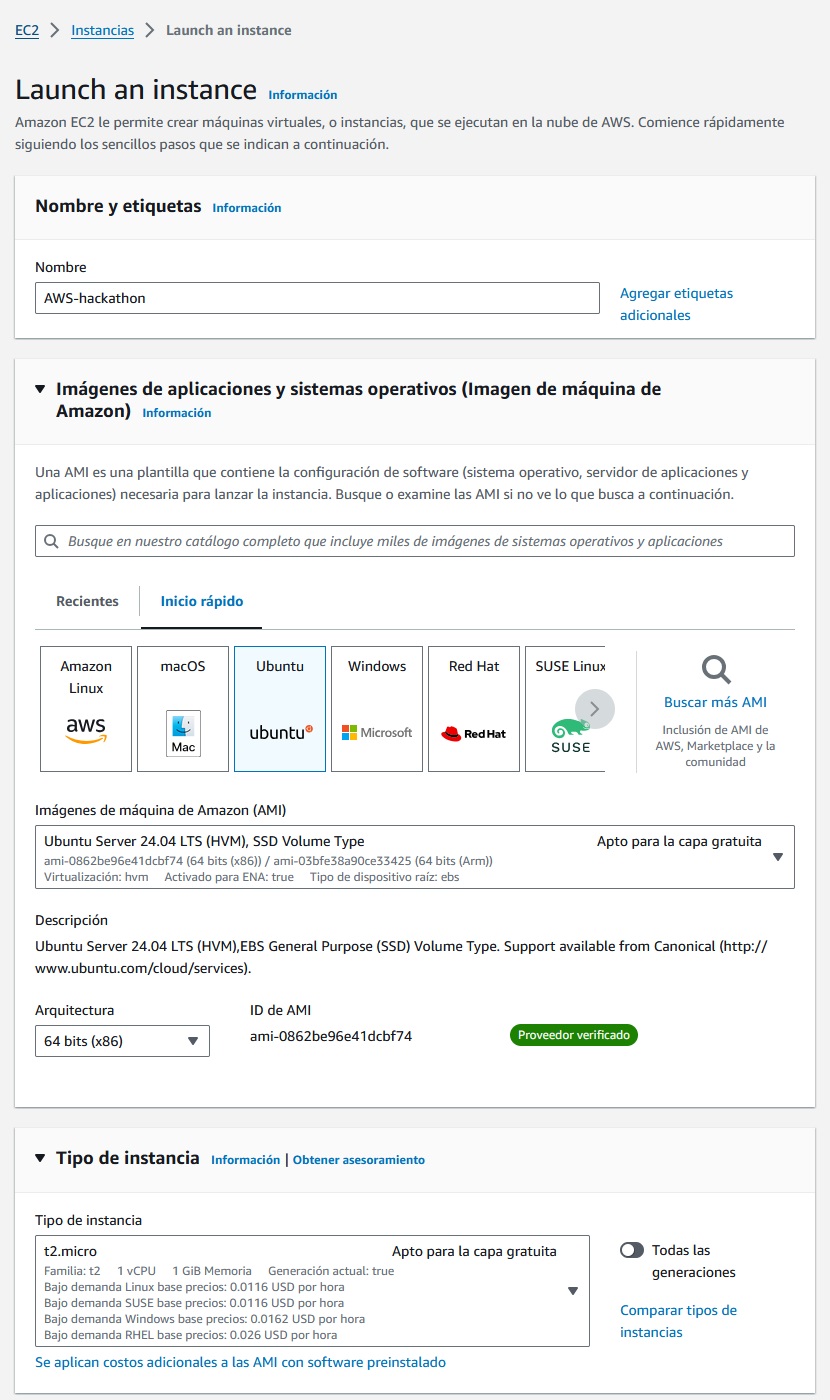 EC2 > Instancias > Launch an instance
Launch an instance Información
Amazon EC2 le permite crear máquinas virtuales, o instancias, que se ejecutan en la nube de AWS. Comience rápidamente
siguiendo los sencillos pasos que se indican a continuación.
Nombre y etiquetas Información
Nombre
AWS-hackathon
Agregar etiquetas
adicionales
Imágenes de aplicaciones y sistemas operativos (Imagen de máquina de
Amazon) Información
Una AMI es una plantilla que contiene la configuración de software (sistema operativo, servidor de aplicaciones y
aplicaciones) necesaria para lanzar la instancia. Busque o examine las AMI si no ve lo que busca a continuación.
Busque en nuestro catálogo completo que incluye miles de imágenes de sistemas operativos y aplicaciones
Recientes Inicio rápido
Amazon
Linux
aws
macOS
Mac
Ubuntu
ubuntu
Windows
Microsoft
Red Hat
Red Hat
SUSE Linux
SUSE
Buscar más AMI
Inclusión de AMI de
AWS, Marketplace y la
comunidad
Imágenes de máquina de Amazon (AMI)
Ubuntu Server 24.04 LTS (HVM), SSD Volume Type Apto para la capa gratuita
ami-0862be96e41dcbf74 (64 bits (x86)) / ami-03bfe38a90ce33425 (64 bits (Arm))
Virtualización: hvm Activado para ENA: true Tipo de dispositivo raíz: ebs
Descripción
Ubuntu Server 24.04 LTS (HVM),EBS General Purpose (SSD) Volume Type. Support available from Canonical (http://
www.ubuntu.com/cloud/services).
Arquitectura
64 bits (x86)
ID de AMI
ami-0862be96e41dcbf74
Proveedor verificado
Tipo de instancia Información | Obtener asesoramiento
Tipo de instancia
t2.micro Apto para la capa gratuita
Familia: t2 1 vCPU 1 GiB Memoria Generación actual: true
Bajo demanda Linux base precios: 0.0116 USD por hora
Bajo demanda SUSE base precios: 0.0116 USD por hora
Bajo demanda Windows base precios: 0.0162 USD por hora
Bajo demanda RHEL base precios: 0.026 USD por hora
Todas las
generaciones
Comparar tipos de
instancias
Se aplican costos adicionales a las AMI con software preinstalado